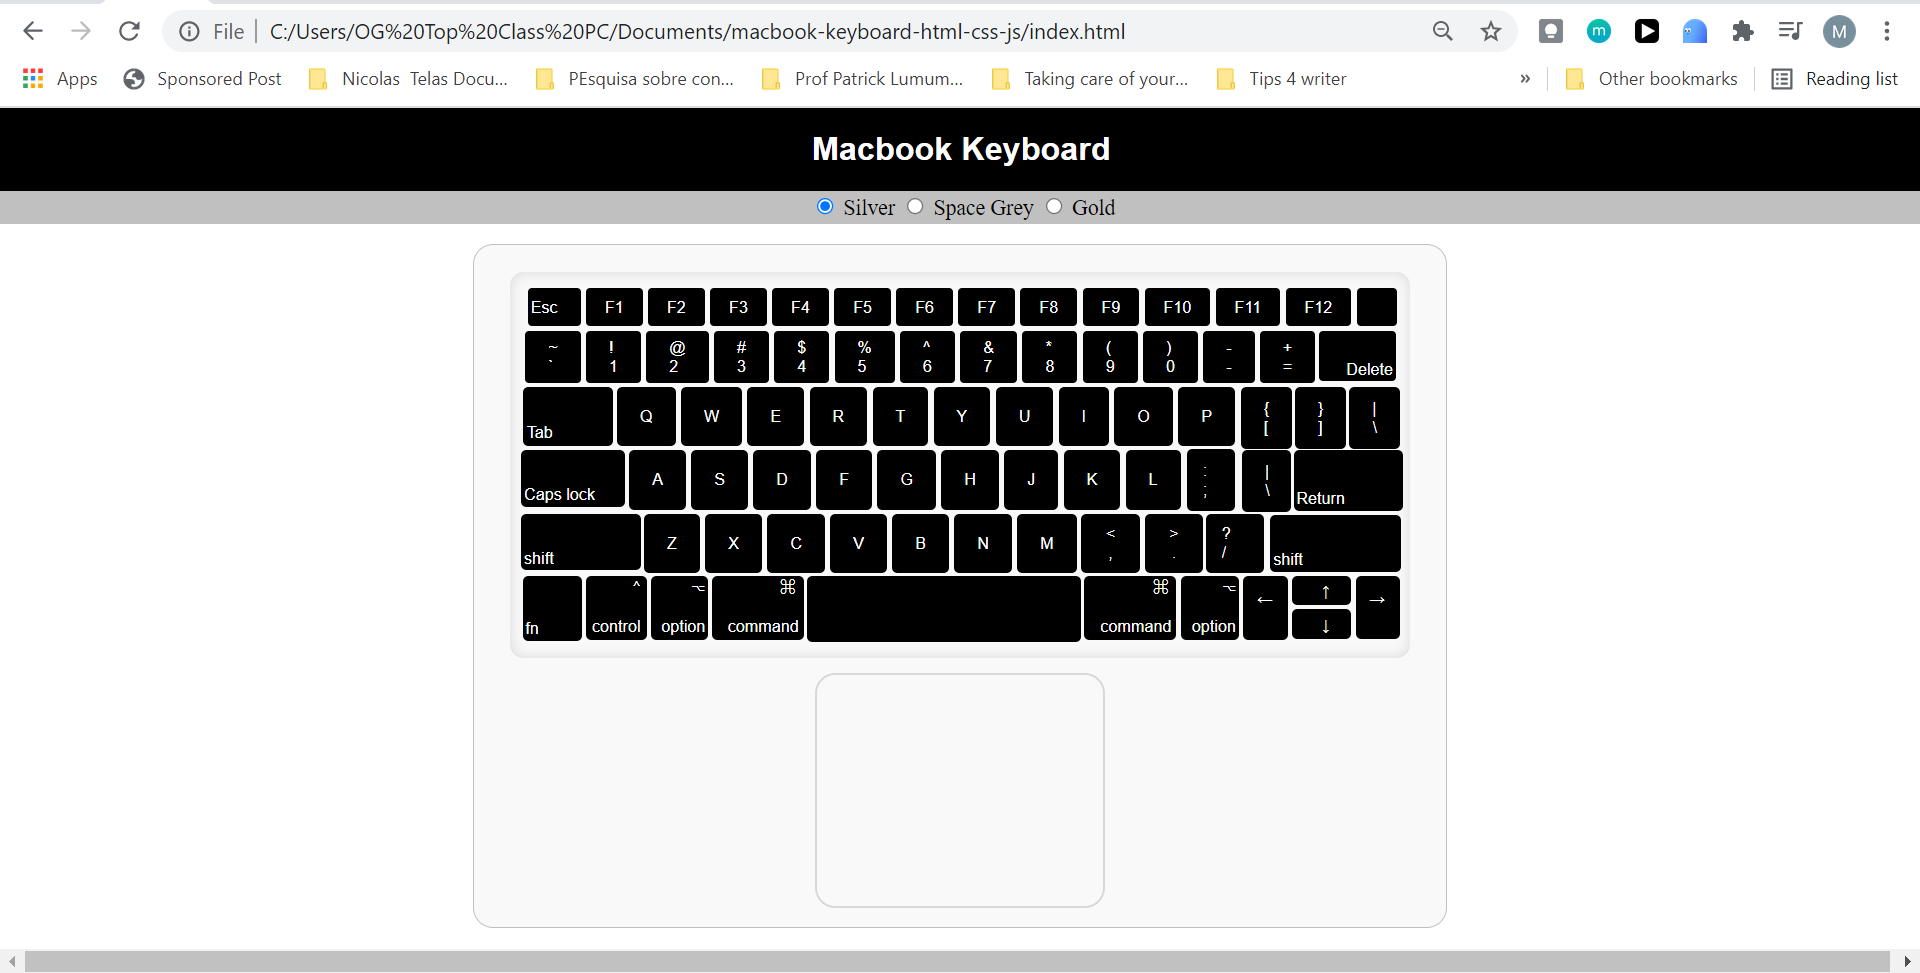 File C:/Users/OG%20Top%20Class%20PC/Documents/macbook-keyboard-html-css-js/index.html m M
Apps Sponsored Post Nicolas Telas Docu... PEsquisa sobre con... Prof Patrick Lumum... Taking care of your... Tips 4 writer » Other bookmarks Reading list
Macbook Keyboard
Silver Space Grey Gold
Esc F1 F2 F3 F4 F5 F6 F7 F8 F9 F10 F11 F12
~ ! @ # $ % ^ & * ( ) - +
` 1 2 3 4 5 6 7 8 9 0 - = Delete
Tab Q W E R T Y U I O P { } |
[ ] \
Caps lock A S D F G H J K L : | Return
; \
shift Z X C V B N M < > ? shift
, . /
^ ⌥ ⌘ ⌘ ⌥ ← ↑ →
fn control option command command option ↓